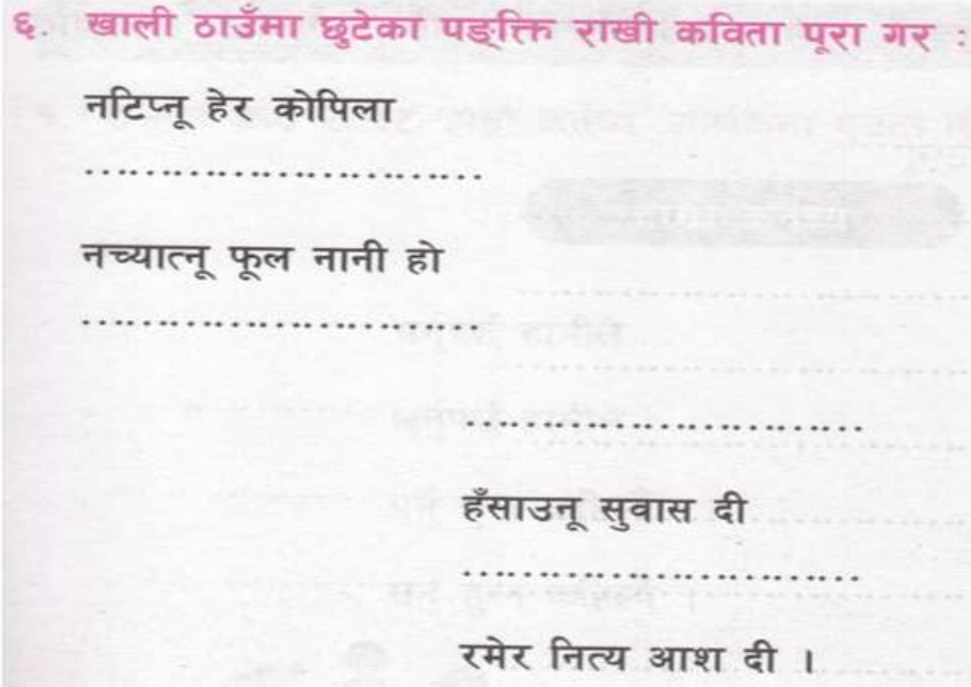 ६. खाली ठाउँमा छुटेका पङ्क्ति राखी कविता पूरा गर :
नटिप्नू हेर कोपिला
..........................
नच्यात्नू फूल नानी हो
..........................
..........................
हँसाउनू सुवास दी
..........................
रमेर नित्य आश दी ।